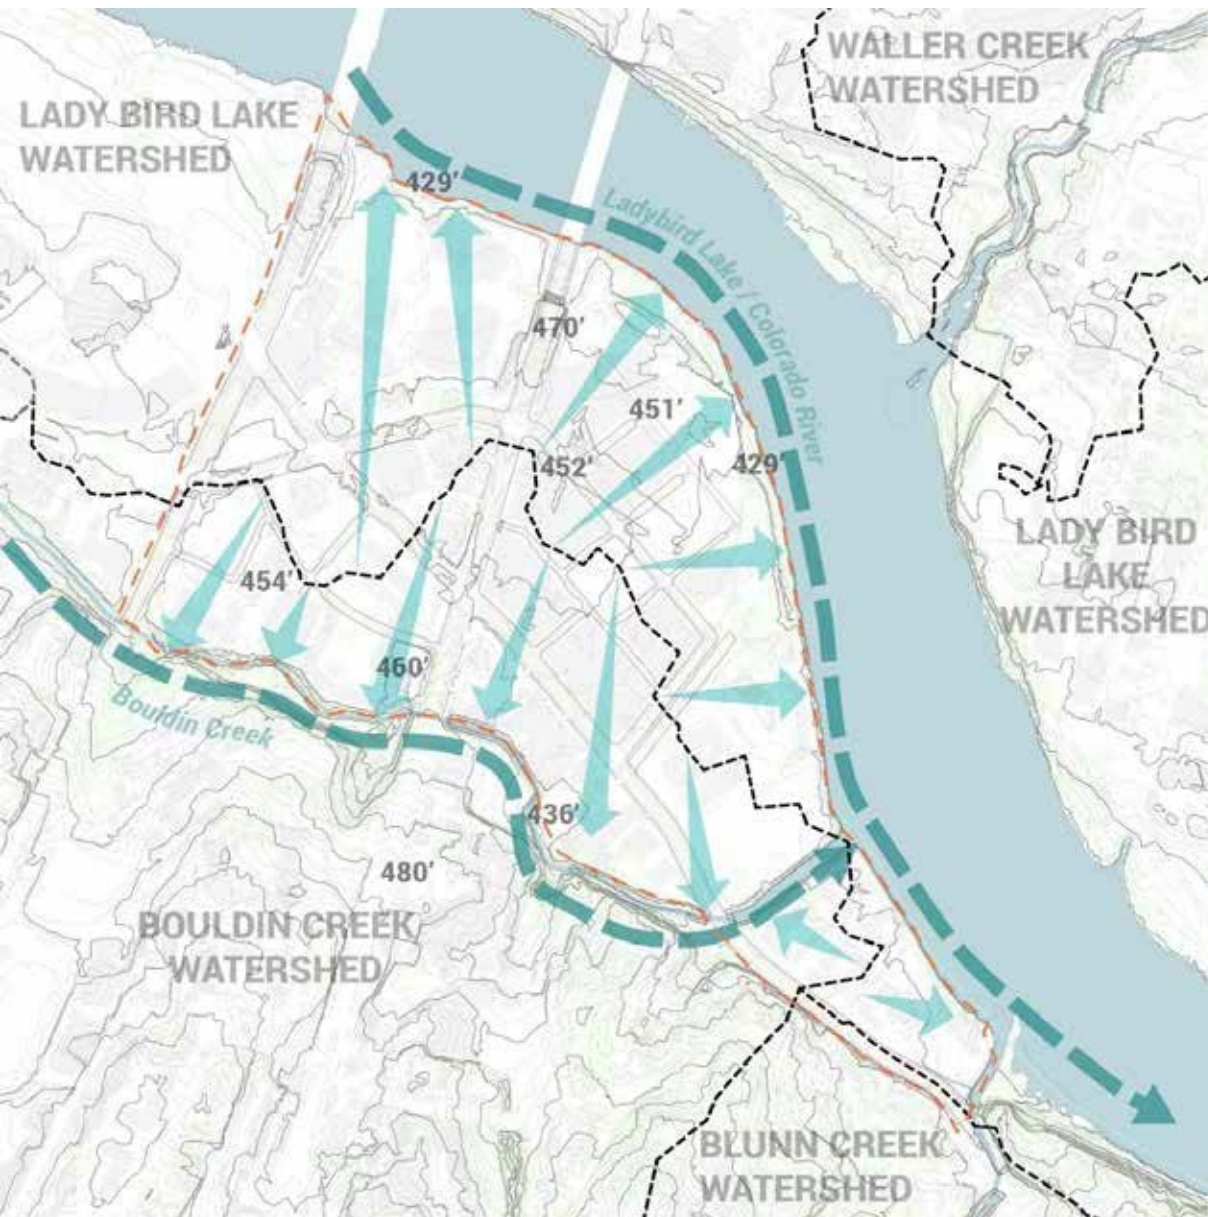 WALLER CREEK
WATERSHED
LADY BIRD LAKE
WATERSHED
429'
Ladybird Lake / Colorado River
470'
451'
452'
429'
LADY BIRD
LAKE
WATERSHED
454'
460'
Bouldin Creek
436'
480'
BOULDIN CREEK
WATERSHED
BLUNN CREEK
WATERSHED